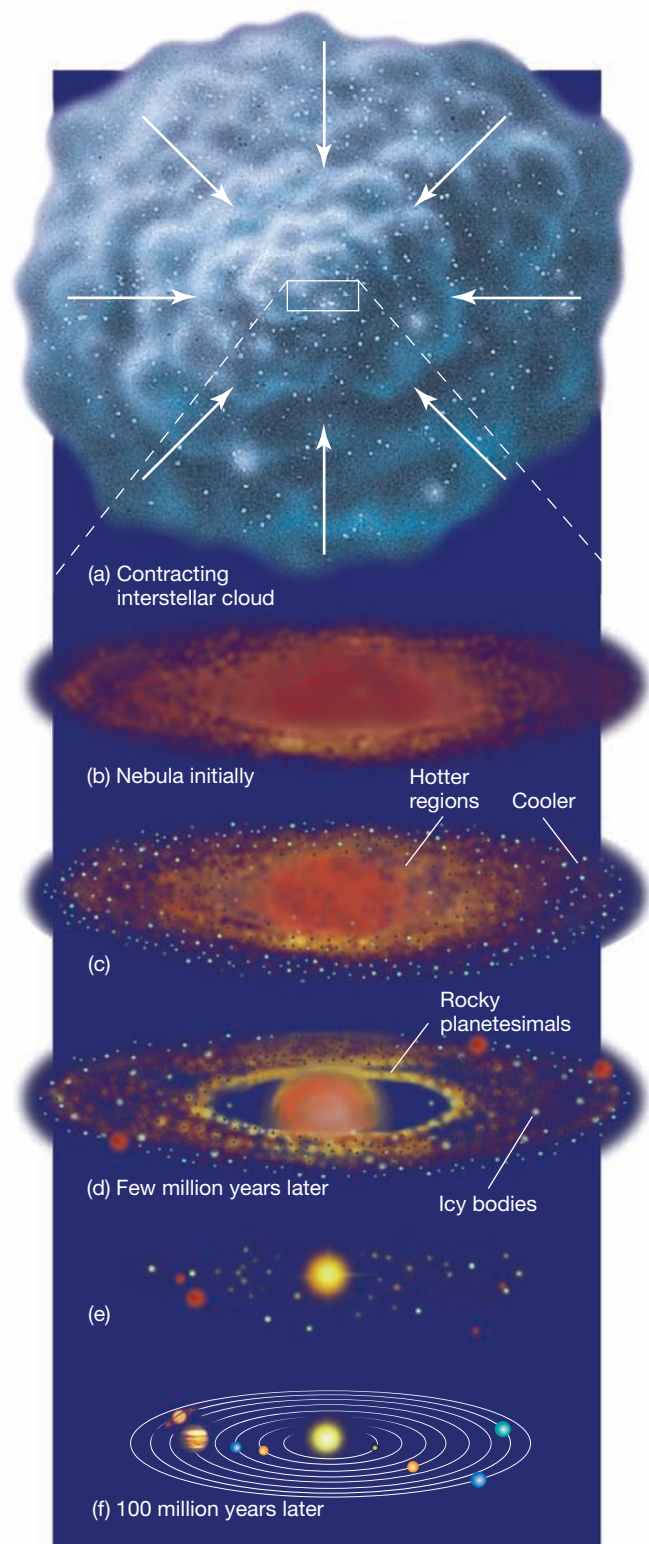 (a) Contracting
interstellar cloud
(b) Nebula initially
Hotter
regions
Cooler
(c)
Rocky
planetesimals
(d) Few million years later
Icy bodies
(e)
(f) 100 million years later